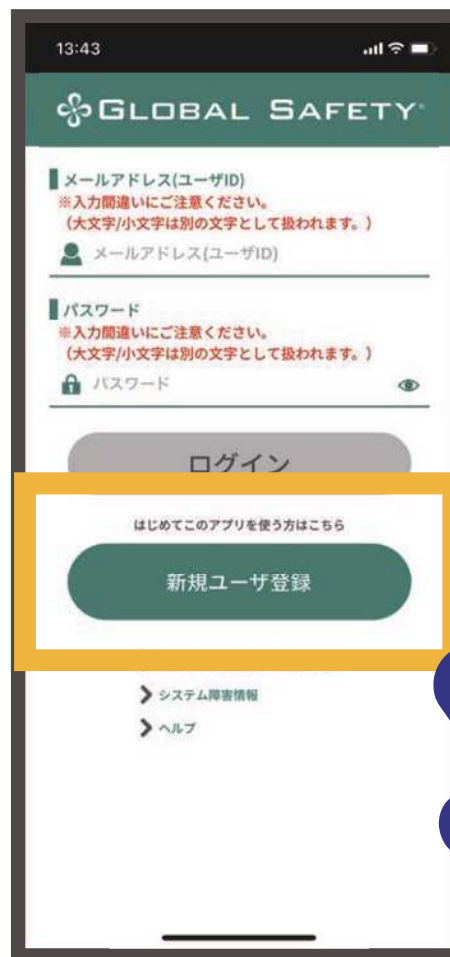 13:43
GLOBAL SAFETY
メールアドレス(ユーザID)
※入力間違いにご注意ください。
(大文字/小文字は別の文字として扱われます。)
メールアドレス(ユーザID)
パスワード
※入力間違いにご注意ください。
(大文字/小文字は別の文字として扱われます。)
パスワード
ログイン
はじめてこのアプリを使う方はこちら
新規ユーザ登録
システム障害情報
ヘルプ